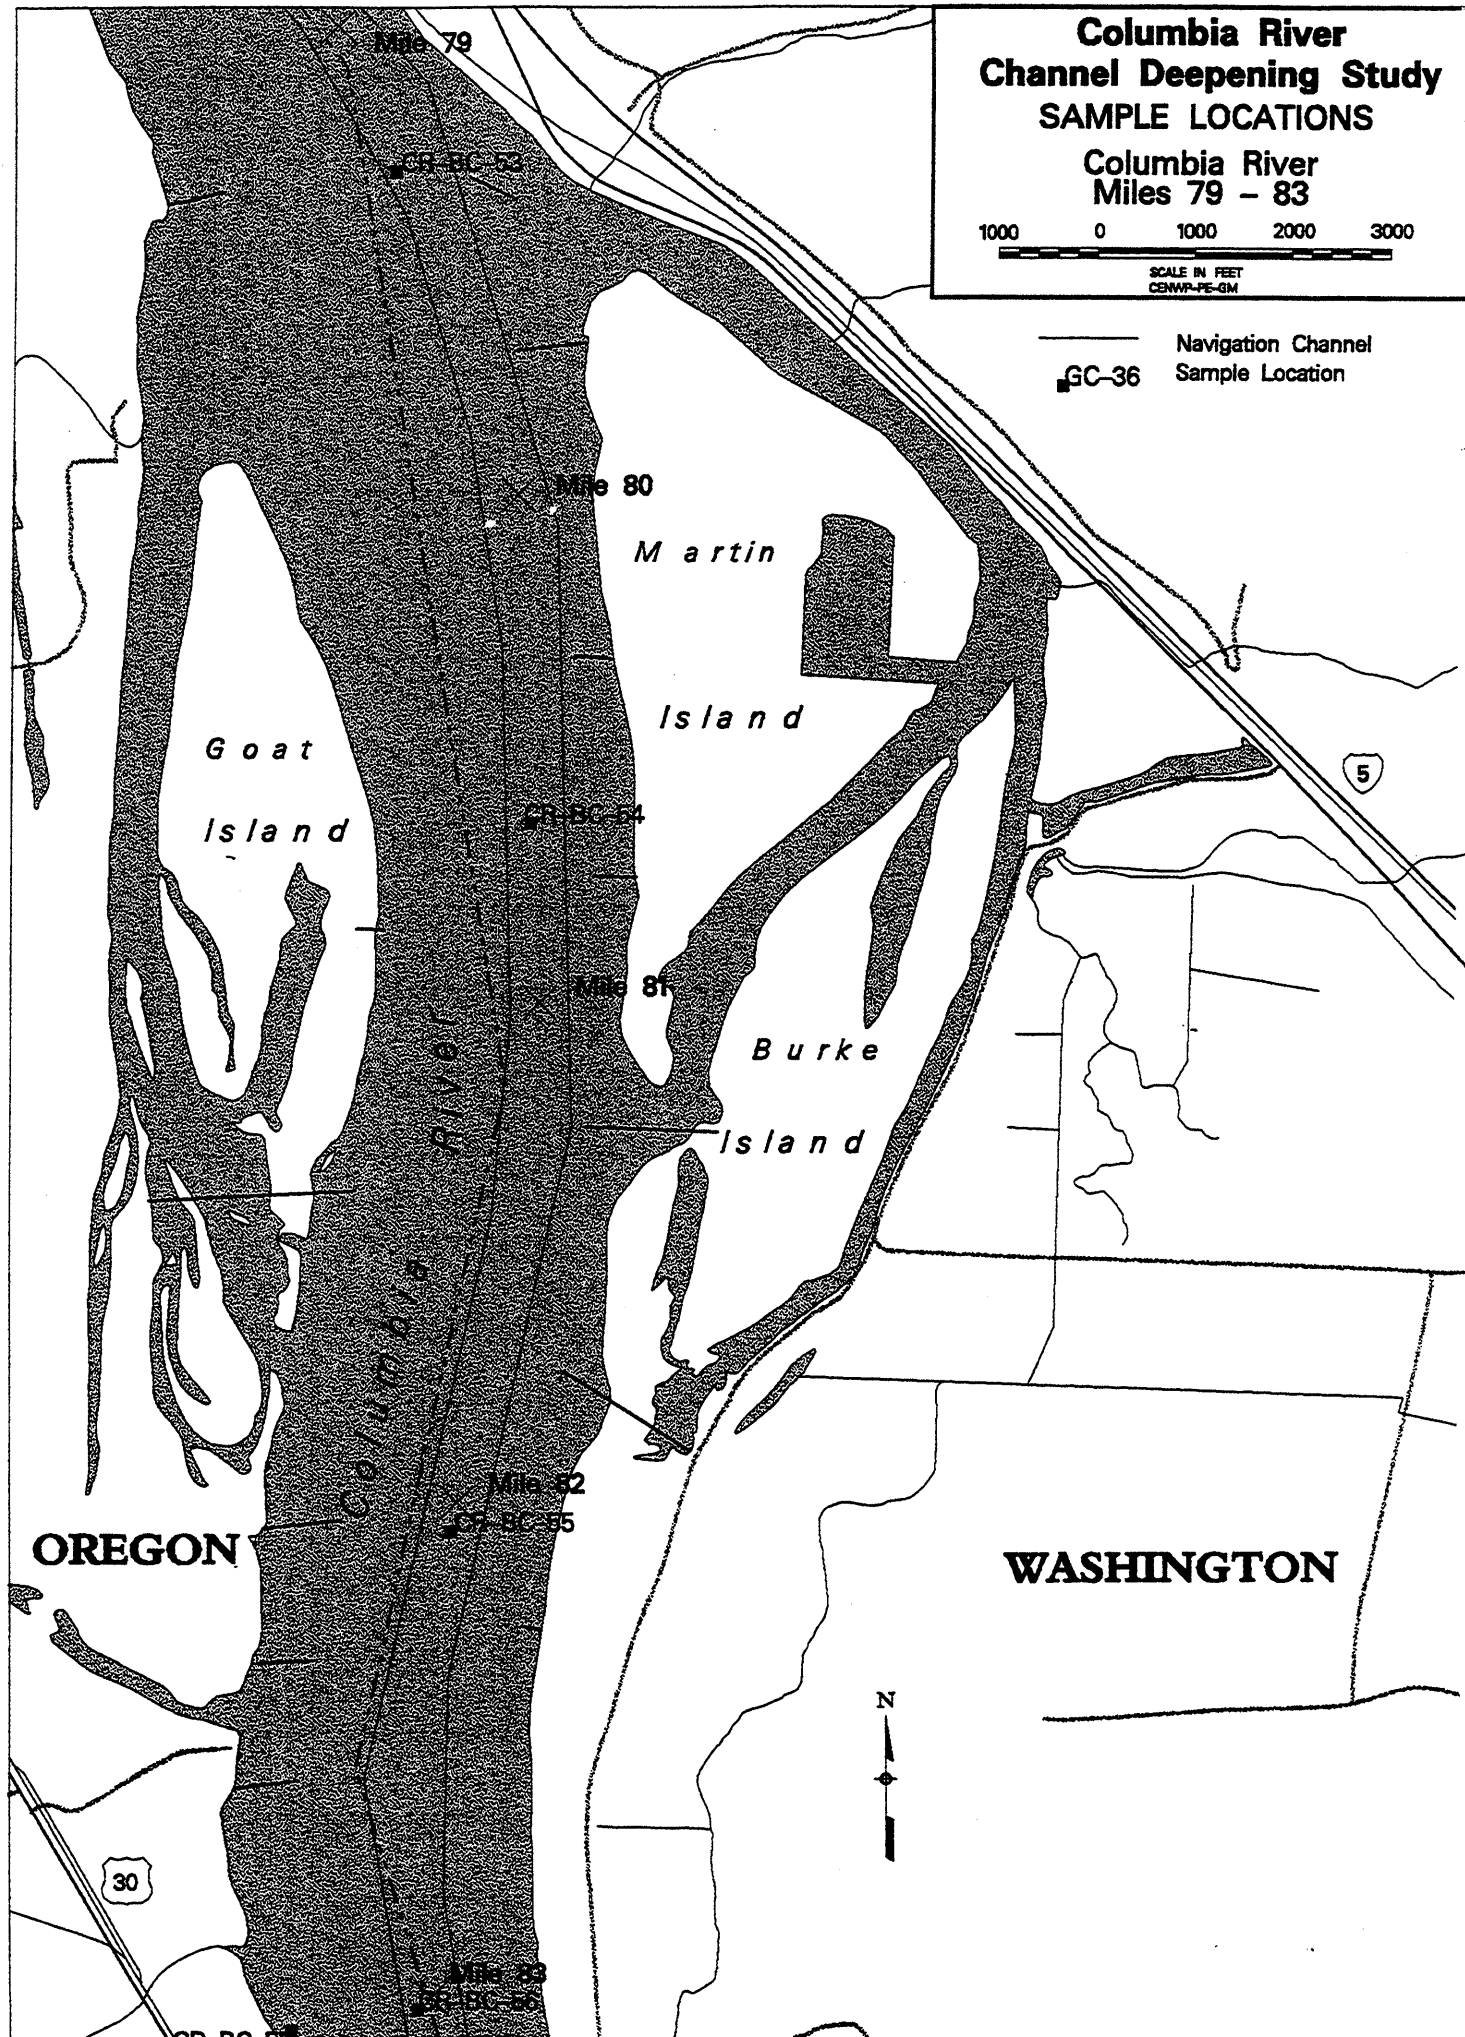 Columbia River
Channel Deepening Study
SAMPLE LOCATIONS
Columbia River
Miles 79 – 83
1000 0 1000 2000 3000
SCALE IN FEET
CENWP-PE-GM
Navigation Channel
GC-36 Sample Location
Mile 79
CR-BC-53
Mile 80
Martin
Island
Goat
Island
5
CR-BC-54
Mile 81
Burke
Island
Columbia River
Mile 82
CR-BC-55
OREGON
WASHINGTON
N
30
Mile 83
CR-BC-56